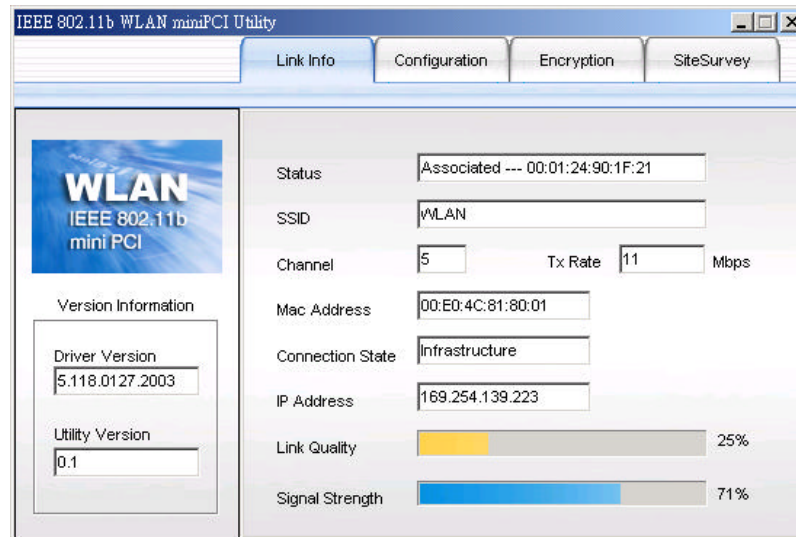 IEEE 802.11b WLAN miniPCI Utility
Link Info Configuration Encryption SiteSurvey
WLAN
IEEE 802.11b
mini PCI
Version Information
Driver Version
5.118.0127.2003
Utility Version
0.1
Status Associated --- 00:01:24:90:1F:21
SSID WLAN
Channel 5 Tx Rate 11 Mbps
Mac Address 00:E0:4C:81:80:01
Connection State Infrastructure
IP Address 169.254.139.223
Link Quality 25%
Signal Strength 71%